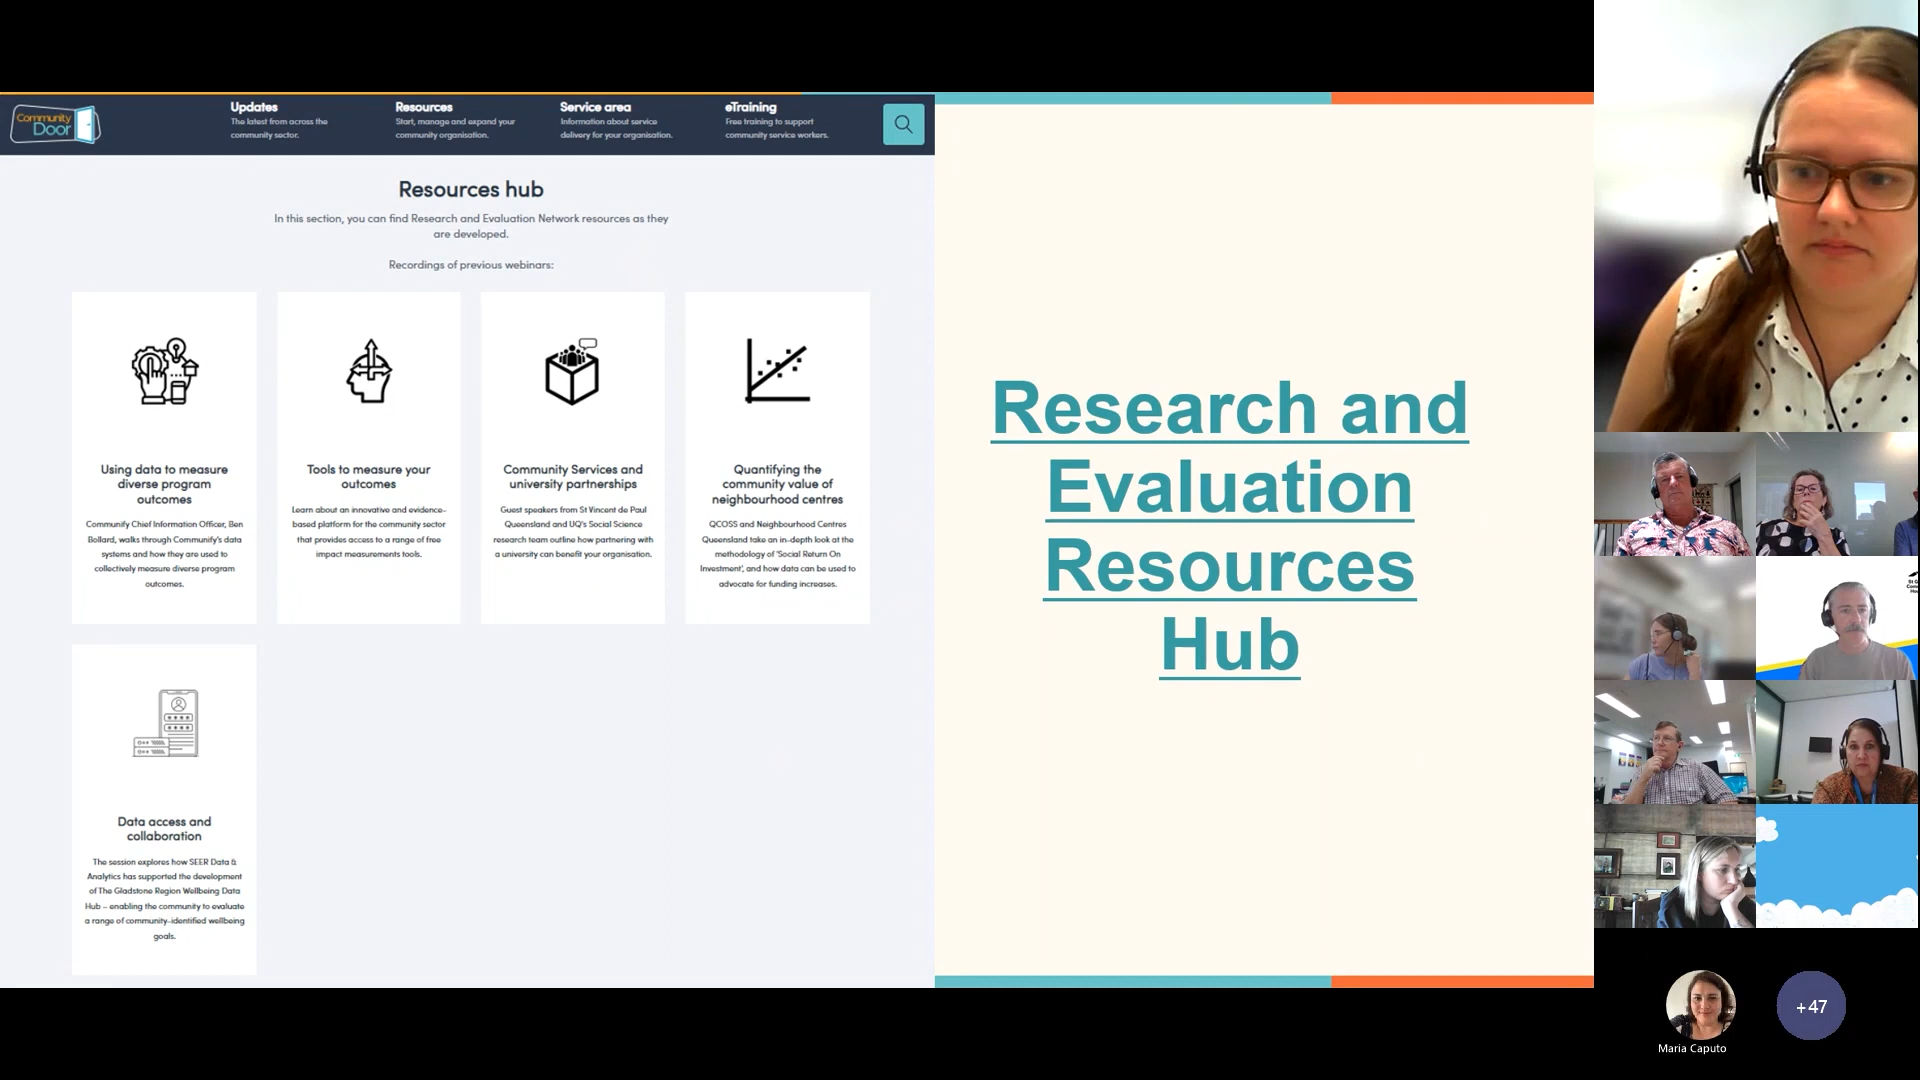 Community
Door
Updates
The latest from across the
community sector.
Resources
Start, manage and expand your
community organisation.
Service area
Information about service
delivery for your organisation.
eTraining
Free training to support
community service workers.
Resources hub
In this section, you can find Research and Evaluation Network resources as they
are developed.
Recordings of previous webinars:
Using data to measure
diverse program
outcomes
Community Chief Information Officer, Ben
Bollard, walks through Communify's data
systems and how they are used to
collectively measure diverse program
outcomes.
Tools to measure your
outcomes
Learn about an innovative and evidence-
based platform for the community sector
that provides access to a range of free
impact measurements tools.
Community Services and
university partnerships
Guest speakers from St Vincent de Paul
Queensland and UQ's Social Science
research team outline how partnering with
a university can benefit your organisation.
Quantifying the
community value of
neighbourhood centres
QCOSS and Neighbourhood Centres
Queensland take an in-depth look at the
methodology of 'Social Return On
Investment', and how data can be used to
advocate for funding increases.
Data access and
collaboration
The session explores how SEER Data &
Analytics has supported the development
of The Gladstone Region Wellbeing Data
Hub – enabling the community to evaluate
a range of community-identified wellbeing
goals.
Research and
Evaluation
Resources
Hub
Maria Caputo
+47